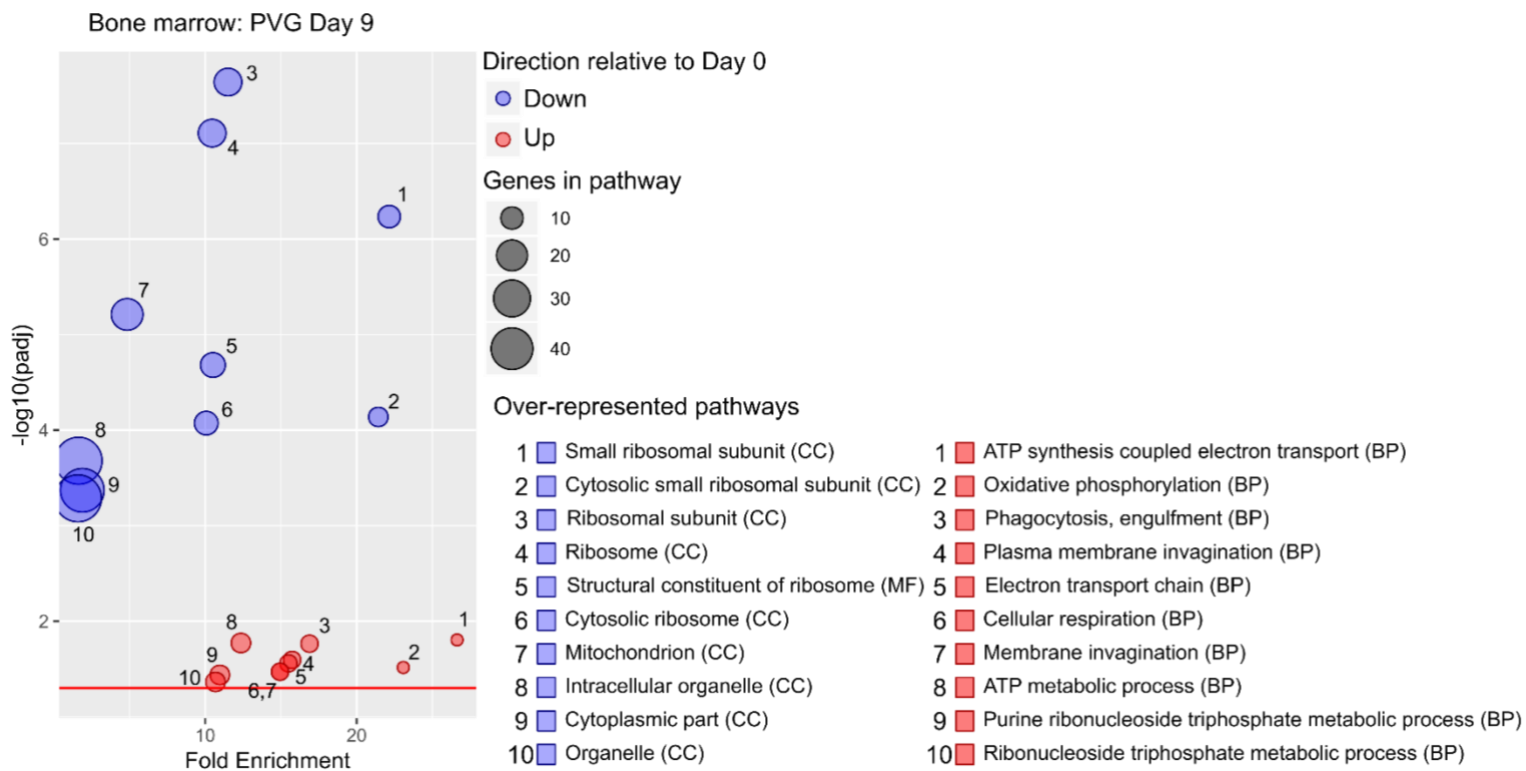 Bone marrow: PVG Day 9
3
4
1
6
7
5
2
6
4
8
9
10
2
8
3
1
9
4
2
10
5
6,7
10
20
Fold Enrichment
-log10(padj)
Direction relative to Day 0
Down
Up
Genes in pathway
10
20
30
40
Over-represented pathways
1 Small ribosomal subunit (CC)
2 Cytosolic small ribosomal subunit (CC)
3 Ribosomal subunit (CC)
4 Ribosome (CC)
5 Structural constituent of ribosome (MF)
6 Cytosolic ribosome (CC)
7 Mitochondrion (CC)
8 Intracellular organelle (CC)
9 Cytoplasmic part (CC)
10 Organelle (CC)
1 ATP synthesis coupled electron transport (BP)
2 Oxidative phosphorylation (BP)
3 Phagocytosis, engulfment (BP)
4 Plasma membrane invagination (BP)
5 Electron transport chain (BP)
6 Cellular respiration (BP)
7 Membrane invagination (BP)
8 ATP metabolic process (BP)
9 Purine ribonucleoside triphosphate metabolic process (BP)
10 Ribonucleoside triphosphate metabolic process (BP)